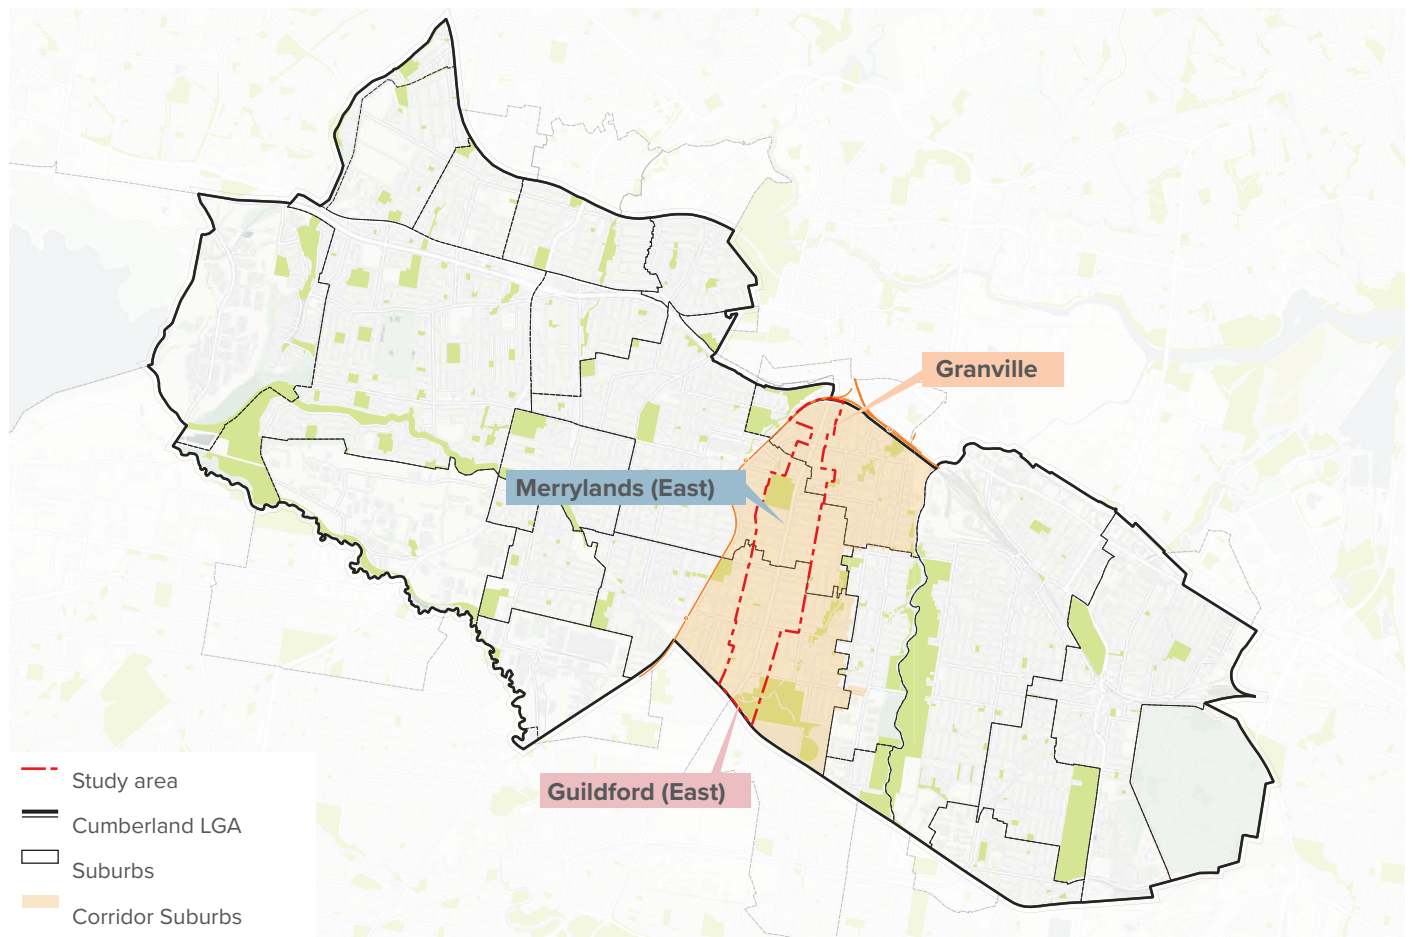 Granville
Merrylands (East)
Guildford (East)
Study area
Cumberland LGA
Suburbs
Corridor Suburbs